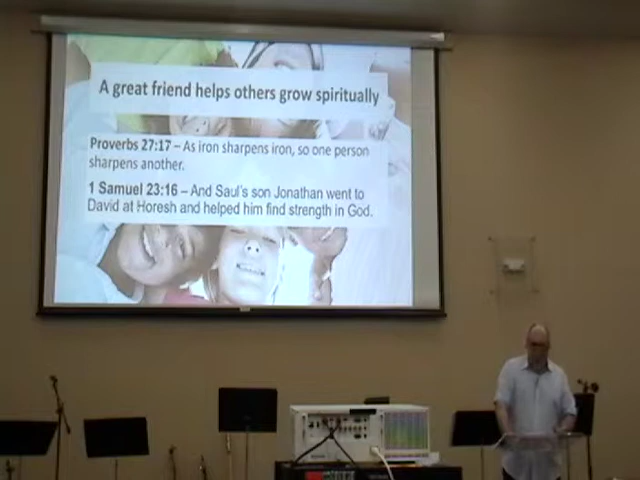 A great friend helps others grow spiritually
Proverbs 27:17 – As iron sharpens iron, so one person
sharpens another.
1 Samuel 23:16 – And Saul's son Jonathan went to
David at Horesh and helped him find strength in God.